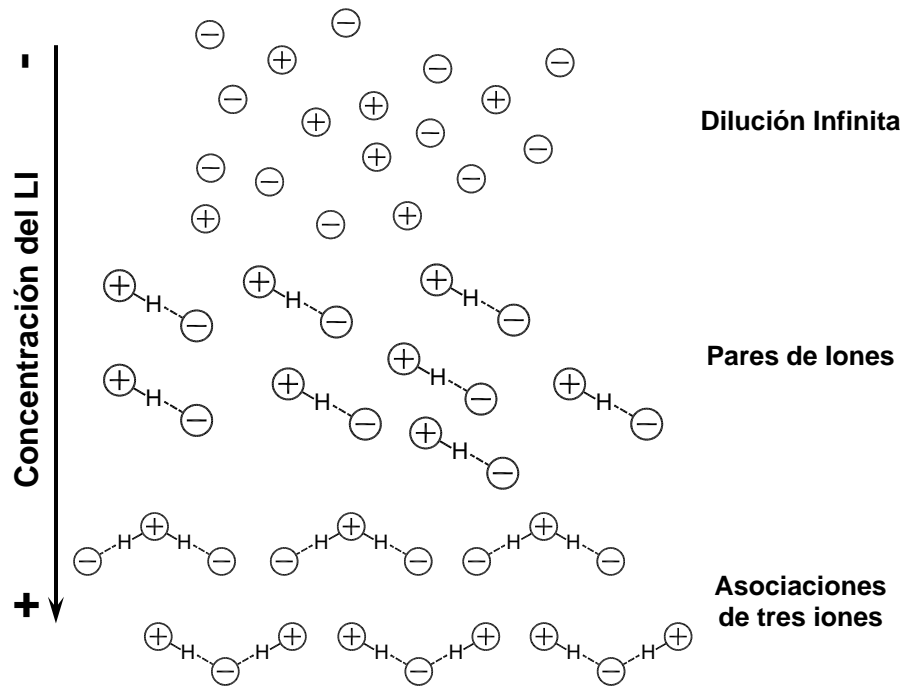 -
Concentración del LI
+
Dilución Infinita
H H H
Pares de Iones
H H H H
H
H H H H H H
Asociaciones
de tres iones
H H H H H H